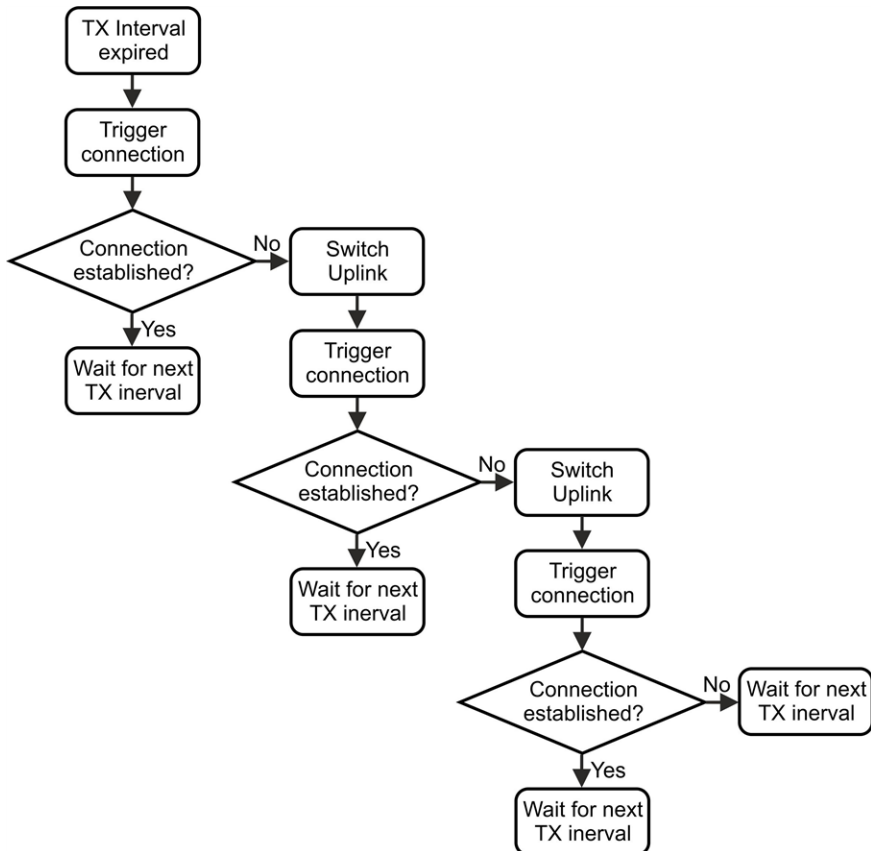 TX Interval
expired
Trigger
connection
Connection
established?
No
Switch
Uplink
Yes
Wait for next
TX inerval
Trigger
connection
Connection
established?
No
Switch
Uplink
Yes
Wait for next
TX inerval
Trigger
connection
Connection
established?
No
Wait for next
TX inerval
Yes
Wait for next
TX inerval